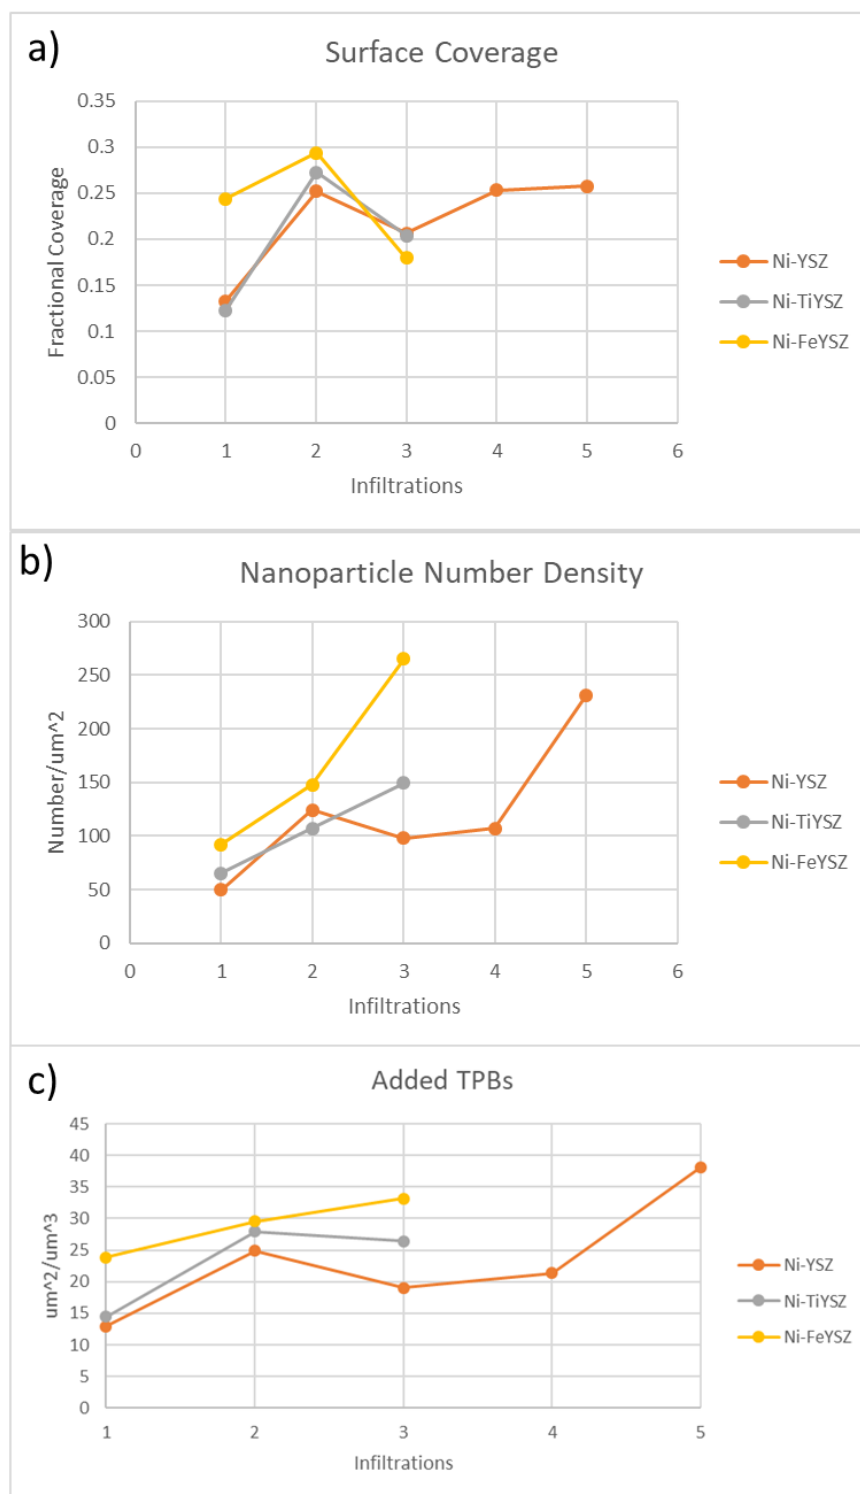 a)
Surface Coverage
0.35
0.3
0.25
0.2
0.15
0.1
0.05
0
Fractional Coverage
0 1 2 3 4 5 6
Infiltrations
Ni-YSZ
Ni-TiYSZ
Ni-FeYSZ
b)
Nanoparticle Number Density
300
250
200
150
100
50
0
Number/um^2
0 1 2 3 4 5 6
Infiltrations
Ni-YSZ
Ni-TiYSZ
Ni-FeYSZ
c)
Added TPBs
45
40
35
30
25
20
15
10
5
0
um^2/um^3
1 2 3 4 5
Infiltrations
Ni-YSZ
Ni-TiYSZ
Ni-FeYSZ